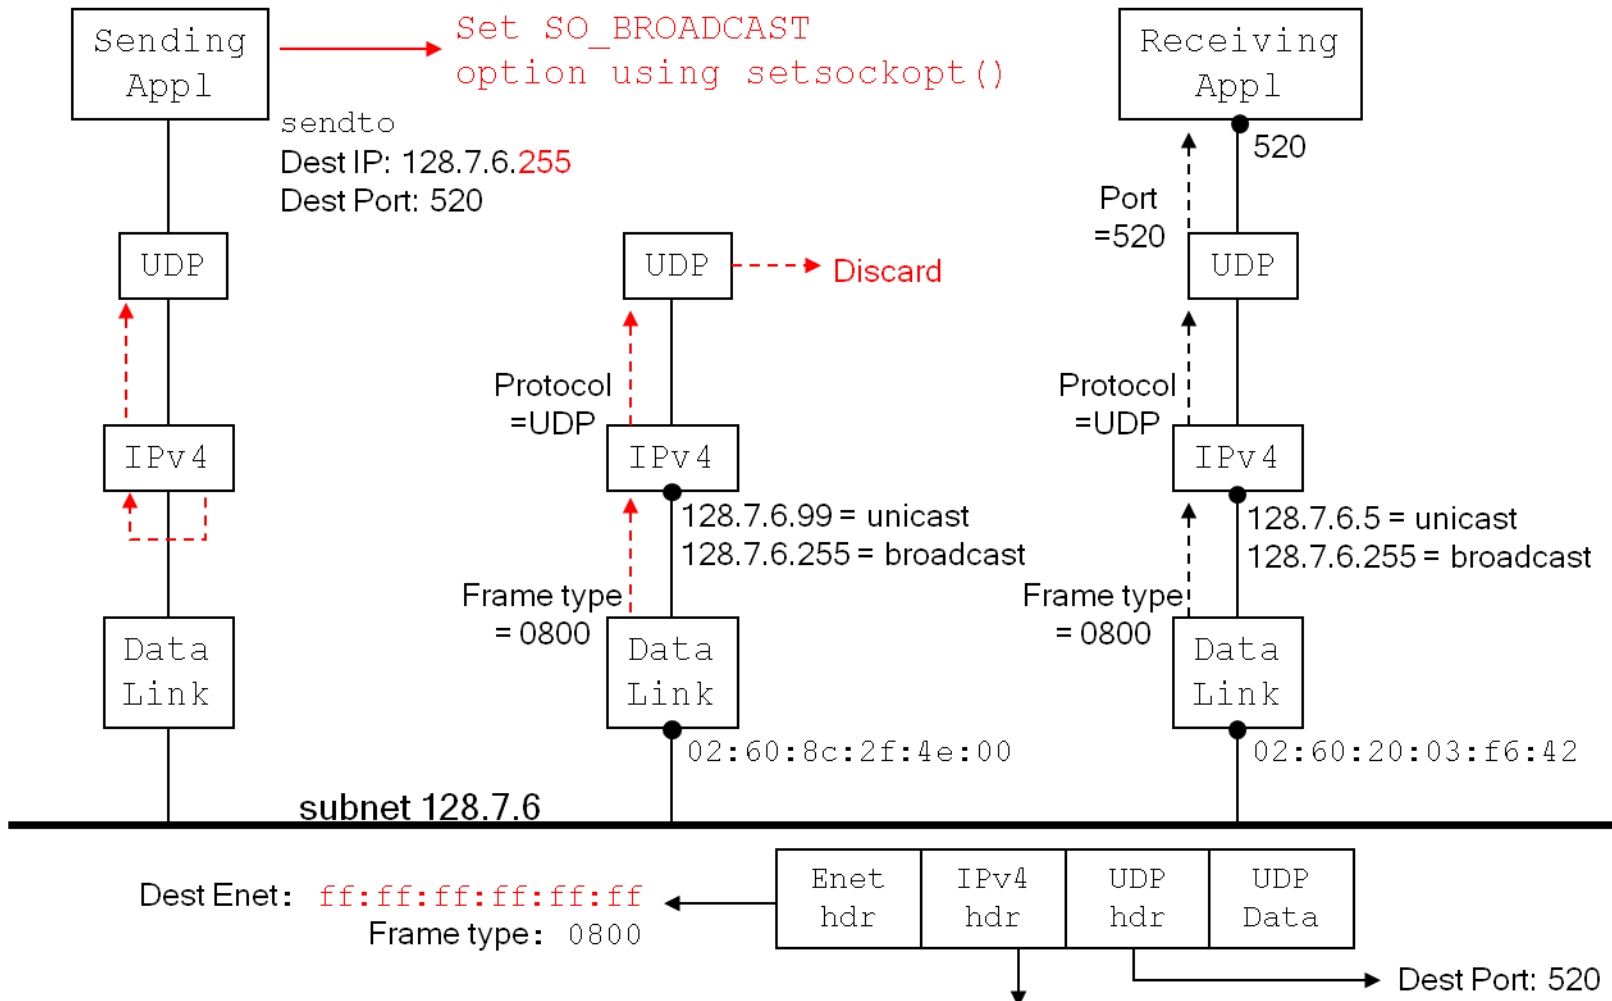 Sending
Appl
Set SO_BROADCAST
option using setsockopt()
Receiving
Appl
sendto
Dest IP: 128.7.6.255
Dest Port: 520
520
Port
=520
UDP
UDP
Discard
UDP
Protocol
=UDP
Protocol
=UDP
IPv4
IPv4
IPv4
128.7.6.99 = unicast
128.7.6.255 = broadcast
128.7.6.5 = unicast
128.7.6.255 = broadcast
Frame type
= 0800
Frame type
= 0800
Data
Link
Data
Link
Data
Link
02:60:8c:2f:4e:00
02:60:20:03:f6:42
subnet 128.7.6
Dest Enet: ff:ff:ff:ff:ff:ff
Frame type: 0800
Enet
hdr
IPv4
hdr
UDP
hdr
UDP
Data
Dest Port: 520